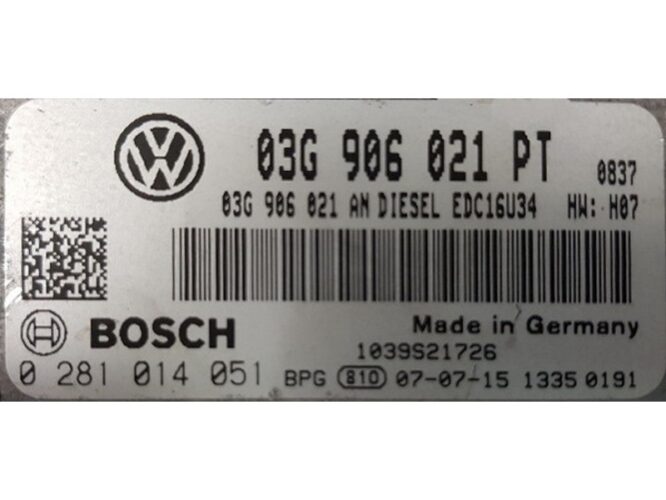 03G 906 021 PT 0837
03G 906 021 AN DIESEL EDC16U34 HW: H07
BOSCH
Made in Germany
1039S21726
0 281 014 051 BPG 810 07-07-15 1335 0191